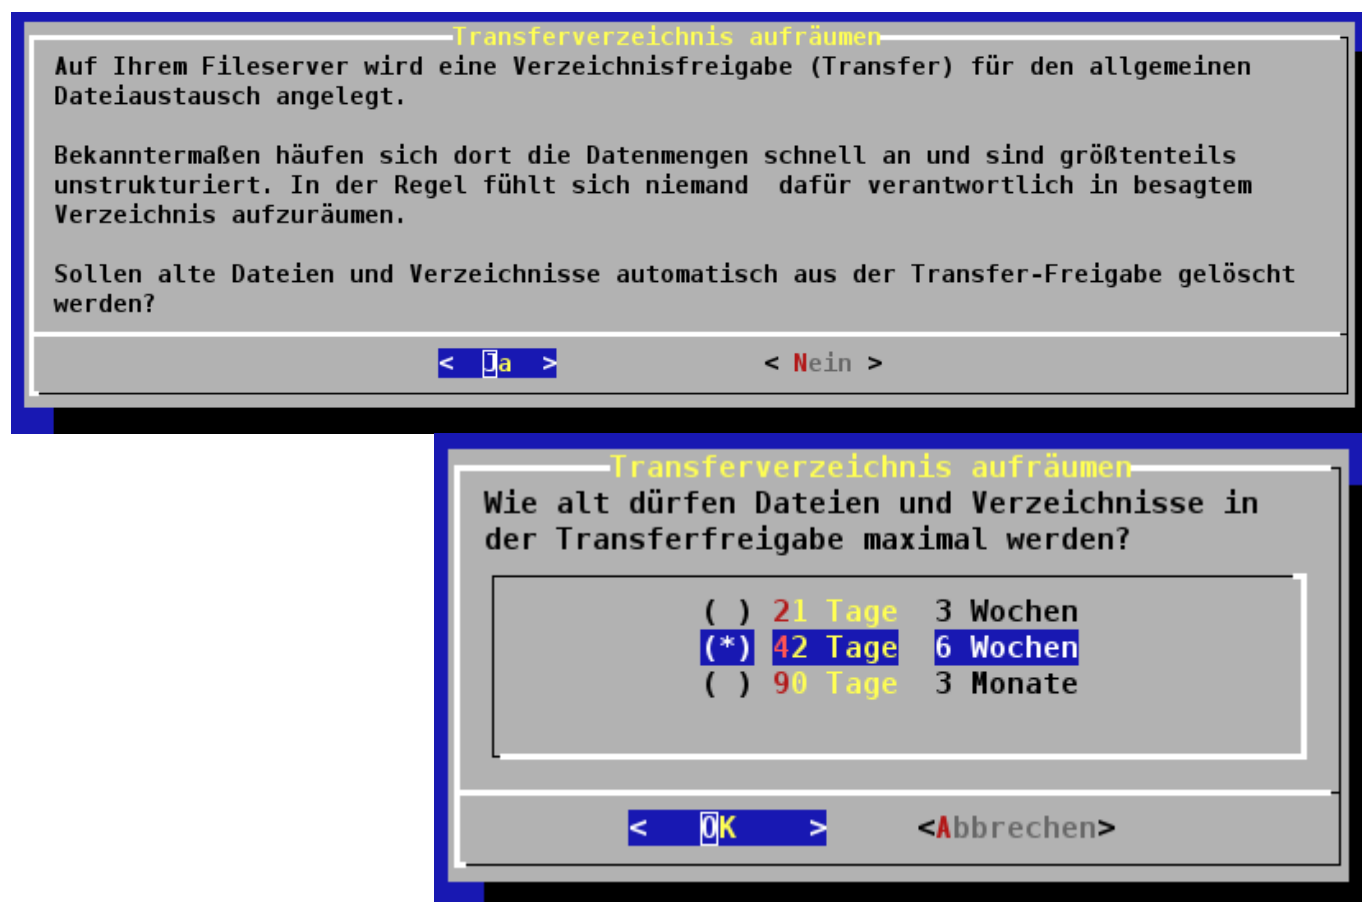 Transferverzeichnis aufräumen
Auf Ihrem Fileserver wird eine Verzeichnisfreigabe (Transfer) für den allgemeinen
Dateiaustausch angelegt.
Bekanntermaßen häufen sich dort die Datenmengen schnell an und sind größtenteils
unstrukturiert. In der Regel fühlt sich niemand  dafür verantwortlich in besagtem
Verzeichnis aufzuräumen.
Sollen alte Dateien und Verzeichnisse automatisch aus der Transfer-Freigabe gelöscht
werden?
<  Ja  > < Nein >
Transferverzeichnis aufräumen
Wie alt dürfen Dateien und Verzeichnisse in
der Transferfreigabe maximal werden?
( ) 21 Tage  3 Wochen
(*) 42 Tage  6 Wochen
( ) 90 Tage  3 Monate
<   OK    > <Abbrechen>